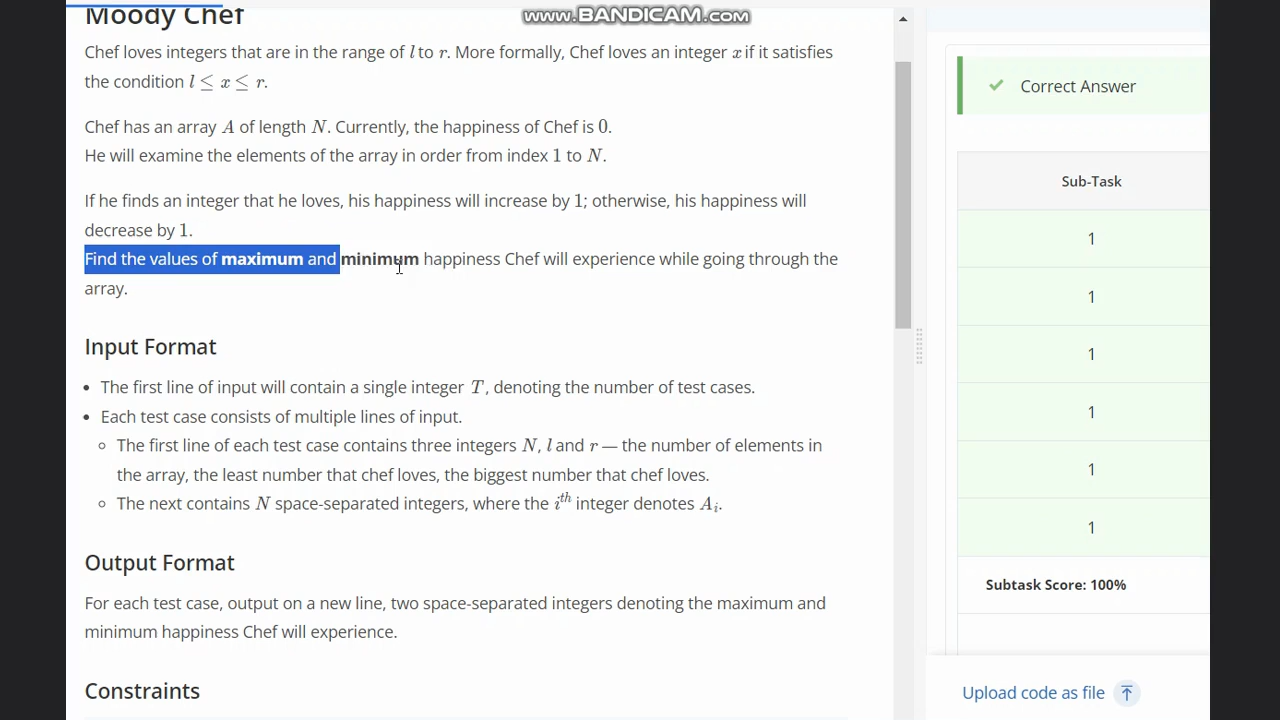 www.BANDICAM.com
Moody Chef
Chef loves integers that are in the range of l to r. More formally, Chef loves an integer x if it satisfies
the condition l ≤ x ≤ r.
Chef has an array A of length N. Currently, the happiness of Chef is 0.
He will examine the elements of the array in order from index 1 to N.
If he finds an integer that he loves, his happiness will increase by 1; otherwise, his happiness will
decrease by 1.
Find the values of maximum and minimum happiness Chef will experience while going through the
array.
Input Format
• The first line of input will contain a single integer T, denoting the number of test cases.
• Each test case consists of multiple lines of input.
◦ The first line of each test case contains three integers N, l and r — the number of elements in
the array, the least number that chef loves, the biggest number that chef loves.
◦ The next contains N space-separated integers, where the i^th integer denotes A_i.
Output Format
For each test case, output on a new line, two space-separated integers denoting the maximum and
minimum happiness Chef will experience.
Constraints
Correct Answer
Sub-Task
1
1
1
1
1
1
Subtask Score: 100%
Upload code as file